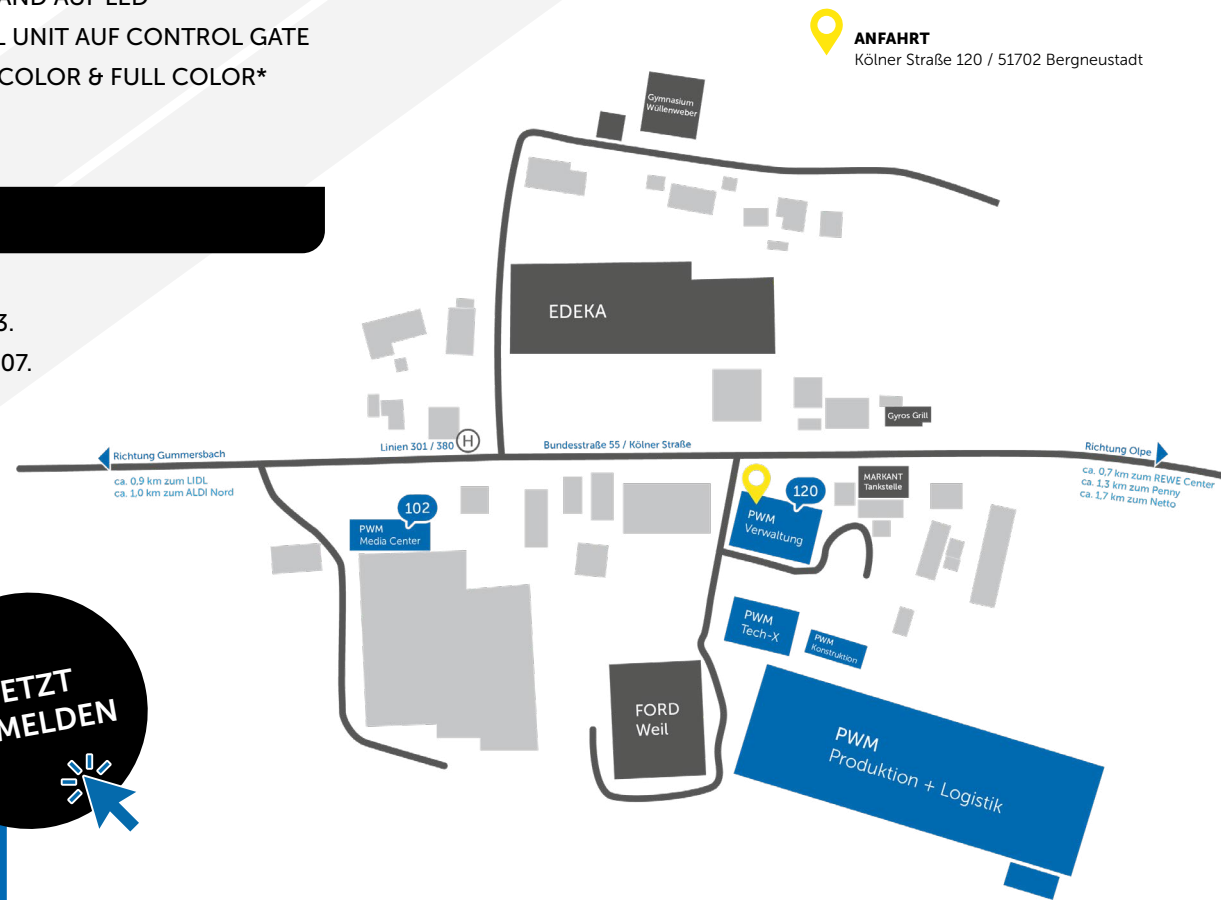 L UNIT AUF CONTROL GATE
COLOR & FULL COLOR*
3.
07.
ETZT
MELDEN
ANFAHRT
Kölner Straße 120 / 51702 Bergneustadt
Gymnasium
Wüllenweber
EDEKA
Gyros Grill
Linien 301 / 380 H
Bundesstraße 55 / Kölner Straße
Richtung Gummersbach
ca. 0,9 km zum LIDL
ca. 1,0 km zum ALDI Nord
Richtung Olpe
ca. 0,7 km zum REWE Center
ca. 1,3 km zum Penny
ca. 1,7 km zum Netto
102
PWM
Media Center
120
PWM
Verwaltung
MARKANT
Tankstelle
PWM
Tech-X
PWM
Konstruktion
FORD
Weil
PWM
Produktion + Logistik